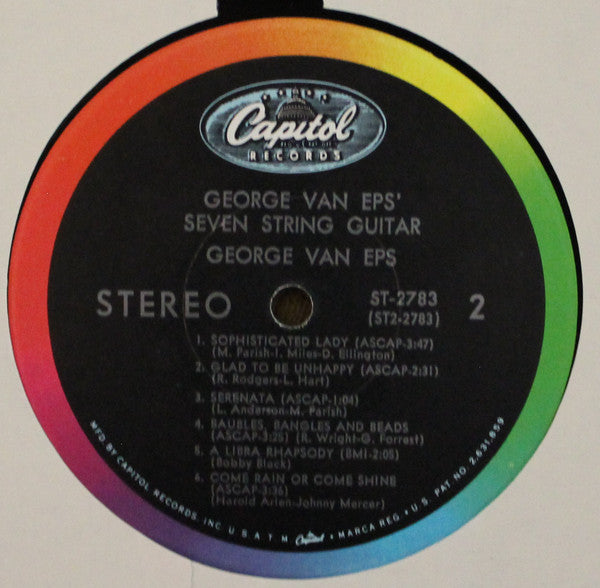 Capitol
RECORDS
GEORGE VAN EPS'
SEVEN STRING GUITAR
GEORGE VAN EPS
STEREO
ST-2783
(ST2-2783)
2
1. SOPHISTICATED LADY (ASCAP-3:47)
(M. Parish-I. Mills-D. Ellington)
2. GLAD TO BE UNHAPPY (ASCAP-2:31)
(R. Rodgers-L. Hart)
3. SERENATA (ASCAP-1:04)
(L. Anderson-M. Parish)
4. BAUBLES, BANGLES AND BEADS
(ASCAP-3:25) (R. Wright-G. Forrest)
5. A LIBRA RHAPSODY (BMI-2:05)
(Bobby Black)
6. COME RAIN OR COME SHINE
(ASCAP-3:36)
(Harold Arlen-Johnny Mercer)
MFD. BY CAPITOL RECORDS, INC. U.S.A. T.M. Capitol • MARCA REG. • U.S. PAT. NO. 2,631,859